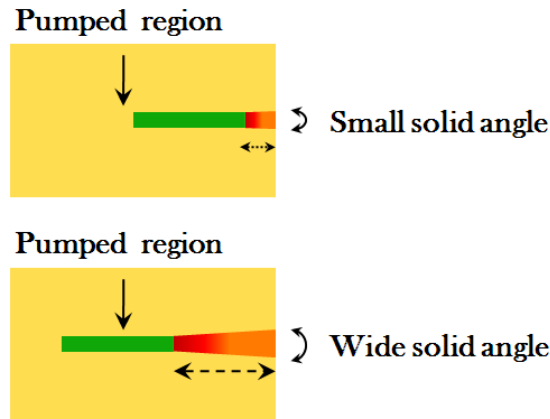 Pumped region
Small solid angle
Pumped region
Wide solid angle